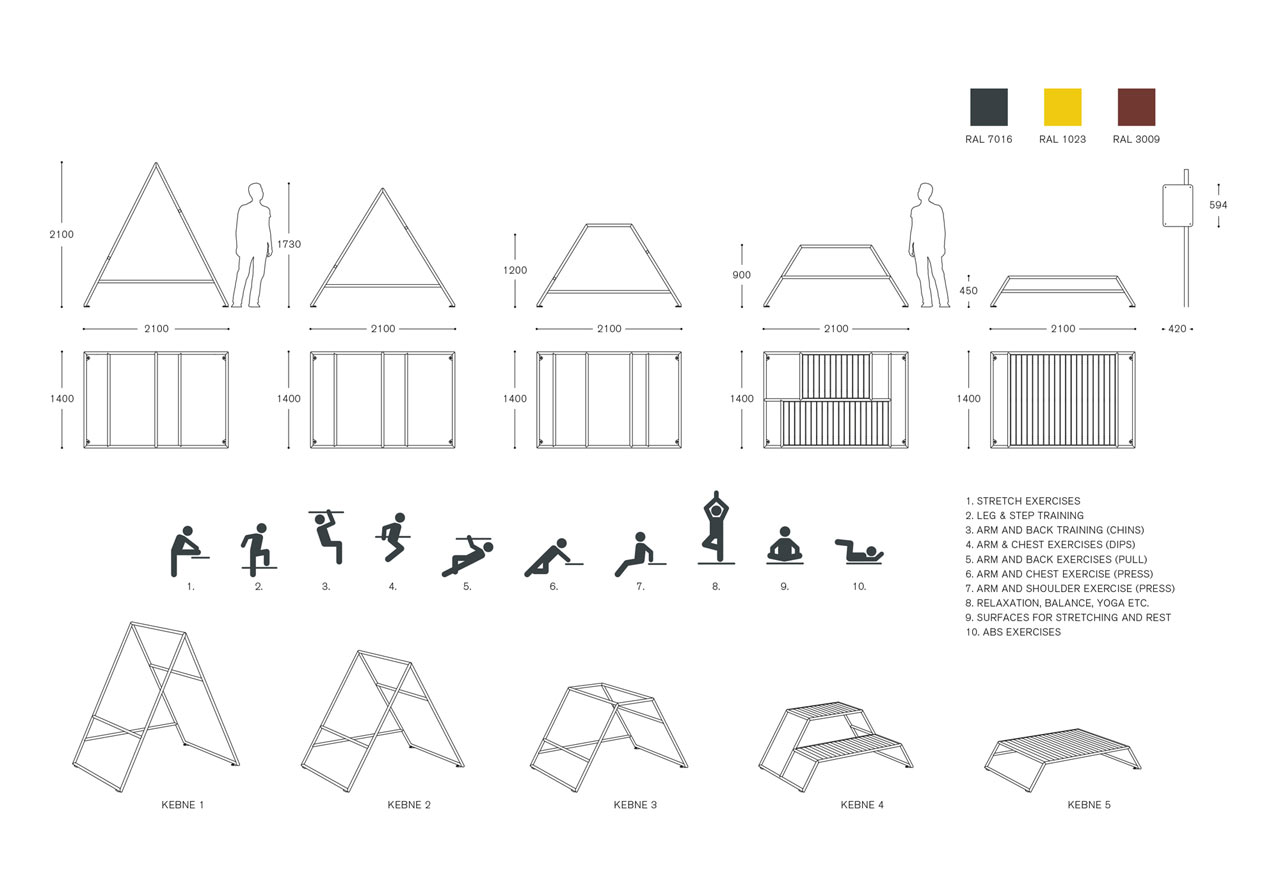 RAL 7016
RAL 1023
RAL 3009
2100
1730
1200
900
450
594
2100
2100
2100
2100
2100
420
1400
1400
1400
1400
1400
1. STRETCH EXERCISES
2. LEG & STEP TRAINING
3. ARM AND BACK TRAINING (CHINS)
4. ARM & CHEST EXERCISES (DIPS)
5. ARM AND BACK EXERCISES (PULL)
6. ARM AND CHEST EXERCISE (PRESS)
7. ARM AND SHOULDER EXERCISE (PRESS)
8. RELAXATION, BALANCE, YOGA ETC.
9. SURFACES FOR STRETCHING AND REST
10. ABS EXERCISES
1.
2.
3.
4.
5.
6.
7.
8.
9.
10.
KEBNE 1
KEBNE 2
KEBNE 3
KEBNE 4
KEBNE 5